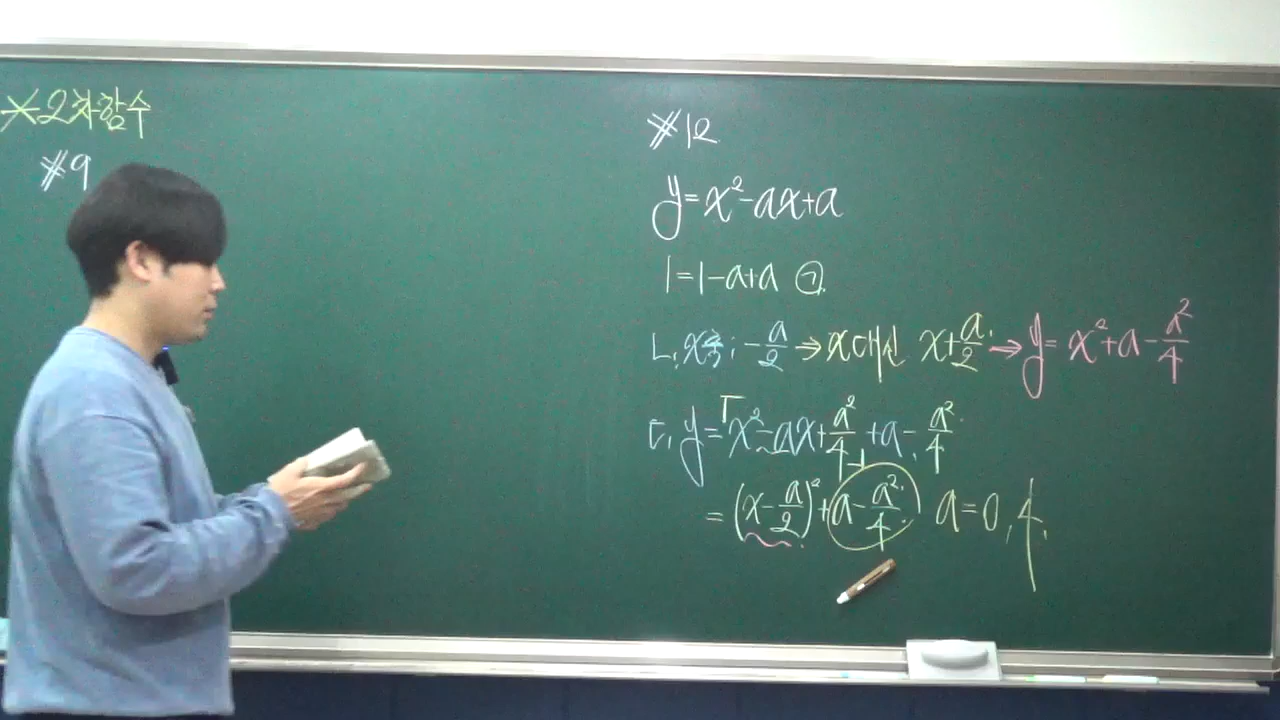 ※2차함수
#9
#12
y=x²-ax+a
1=1-a+a ㉠
ㄴ. x축; -a/2 → x대신 x+a/2. → y=x²+a-a²/4
ㄷ. y=x²-ax+a²/4+a-a²/4
=(x-a/2)²+a-a²/4 a=0, 4.